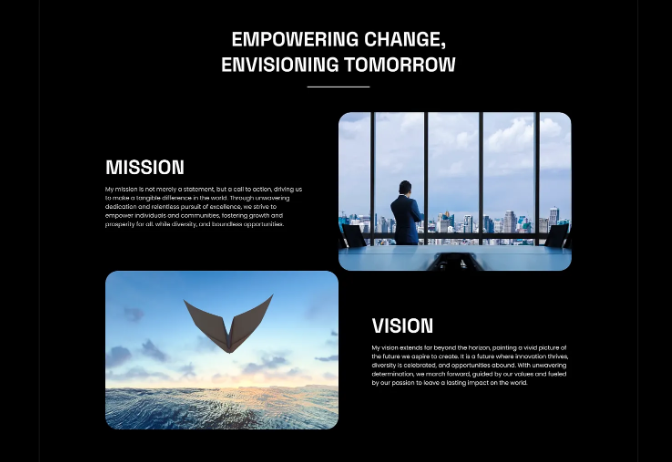 EMPOWERING CHANGE,
ENVISIONING TOMORROW
MISSION
My mission is not merely a statement, but a call to action, driving us
to make a tangible difference in the world. Through unwavering
dedication and relentless pursuit of excellence, we strive to
empower individuals and communities, fostering growth and
prosperity for all. while diversity, and boundless opportunities.
VISION
My vision extends far beyond the horizon, painting a vivid picture of
the future we aspire to create. It is a future where innovation thrives,
diversity is celebrated, and opportunities abound. With unwavering
determination, we march forward, guided by our values and fueled
by our passion to leave a lasting impact on the world.